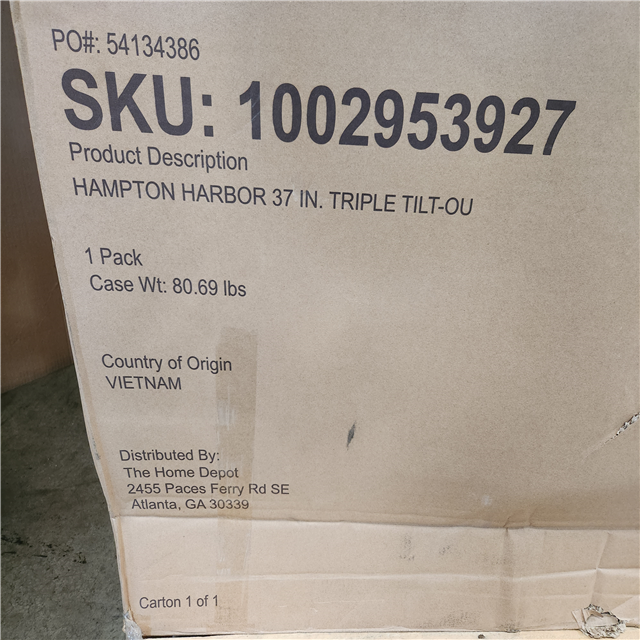 PO#: 54134386
SKU: 1002953927
Product Description
HAMPTON HARBOR 37 IN. TRIPLE TILT-OU
1 Pack
Case Wt: 80.69 lbs
Country of Origin
VIETNAM
Distributed By:
The Home Depot
2455 Paces Ferry Rd SE
Atlanta, GA 30339
Carton 1 of 1